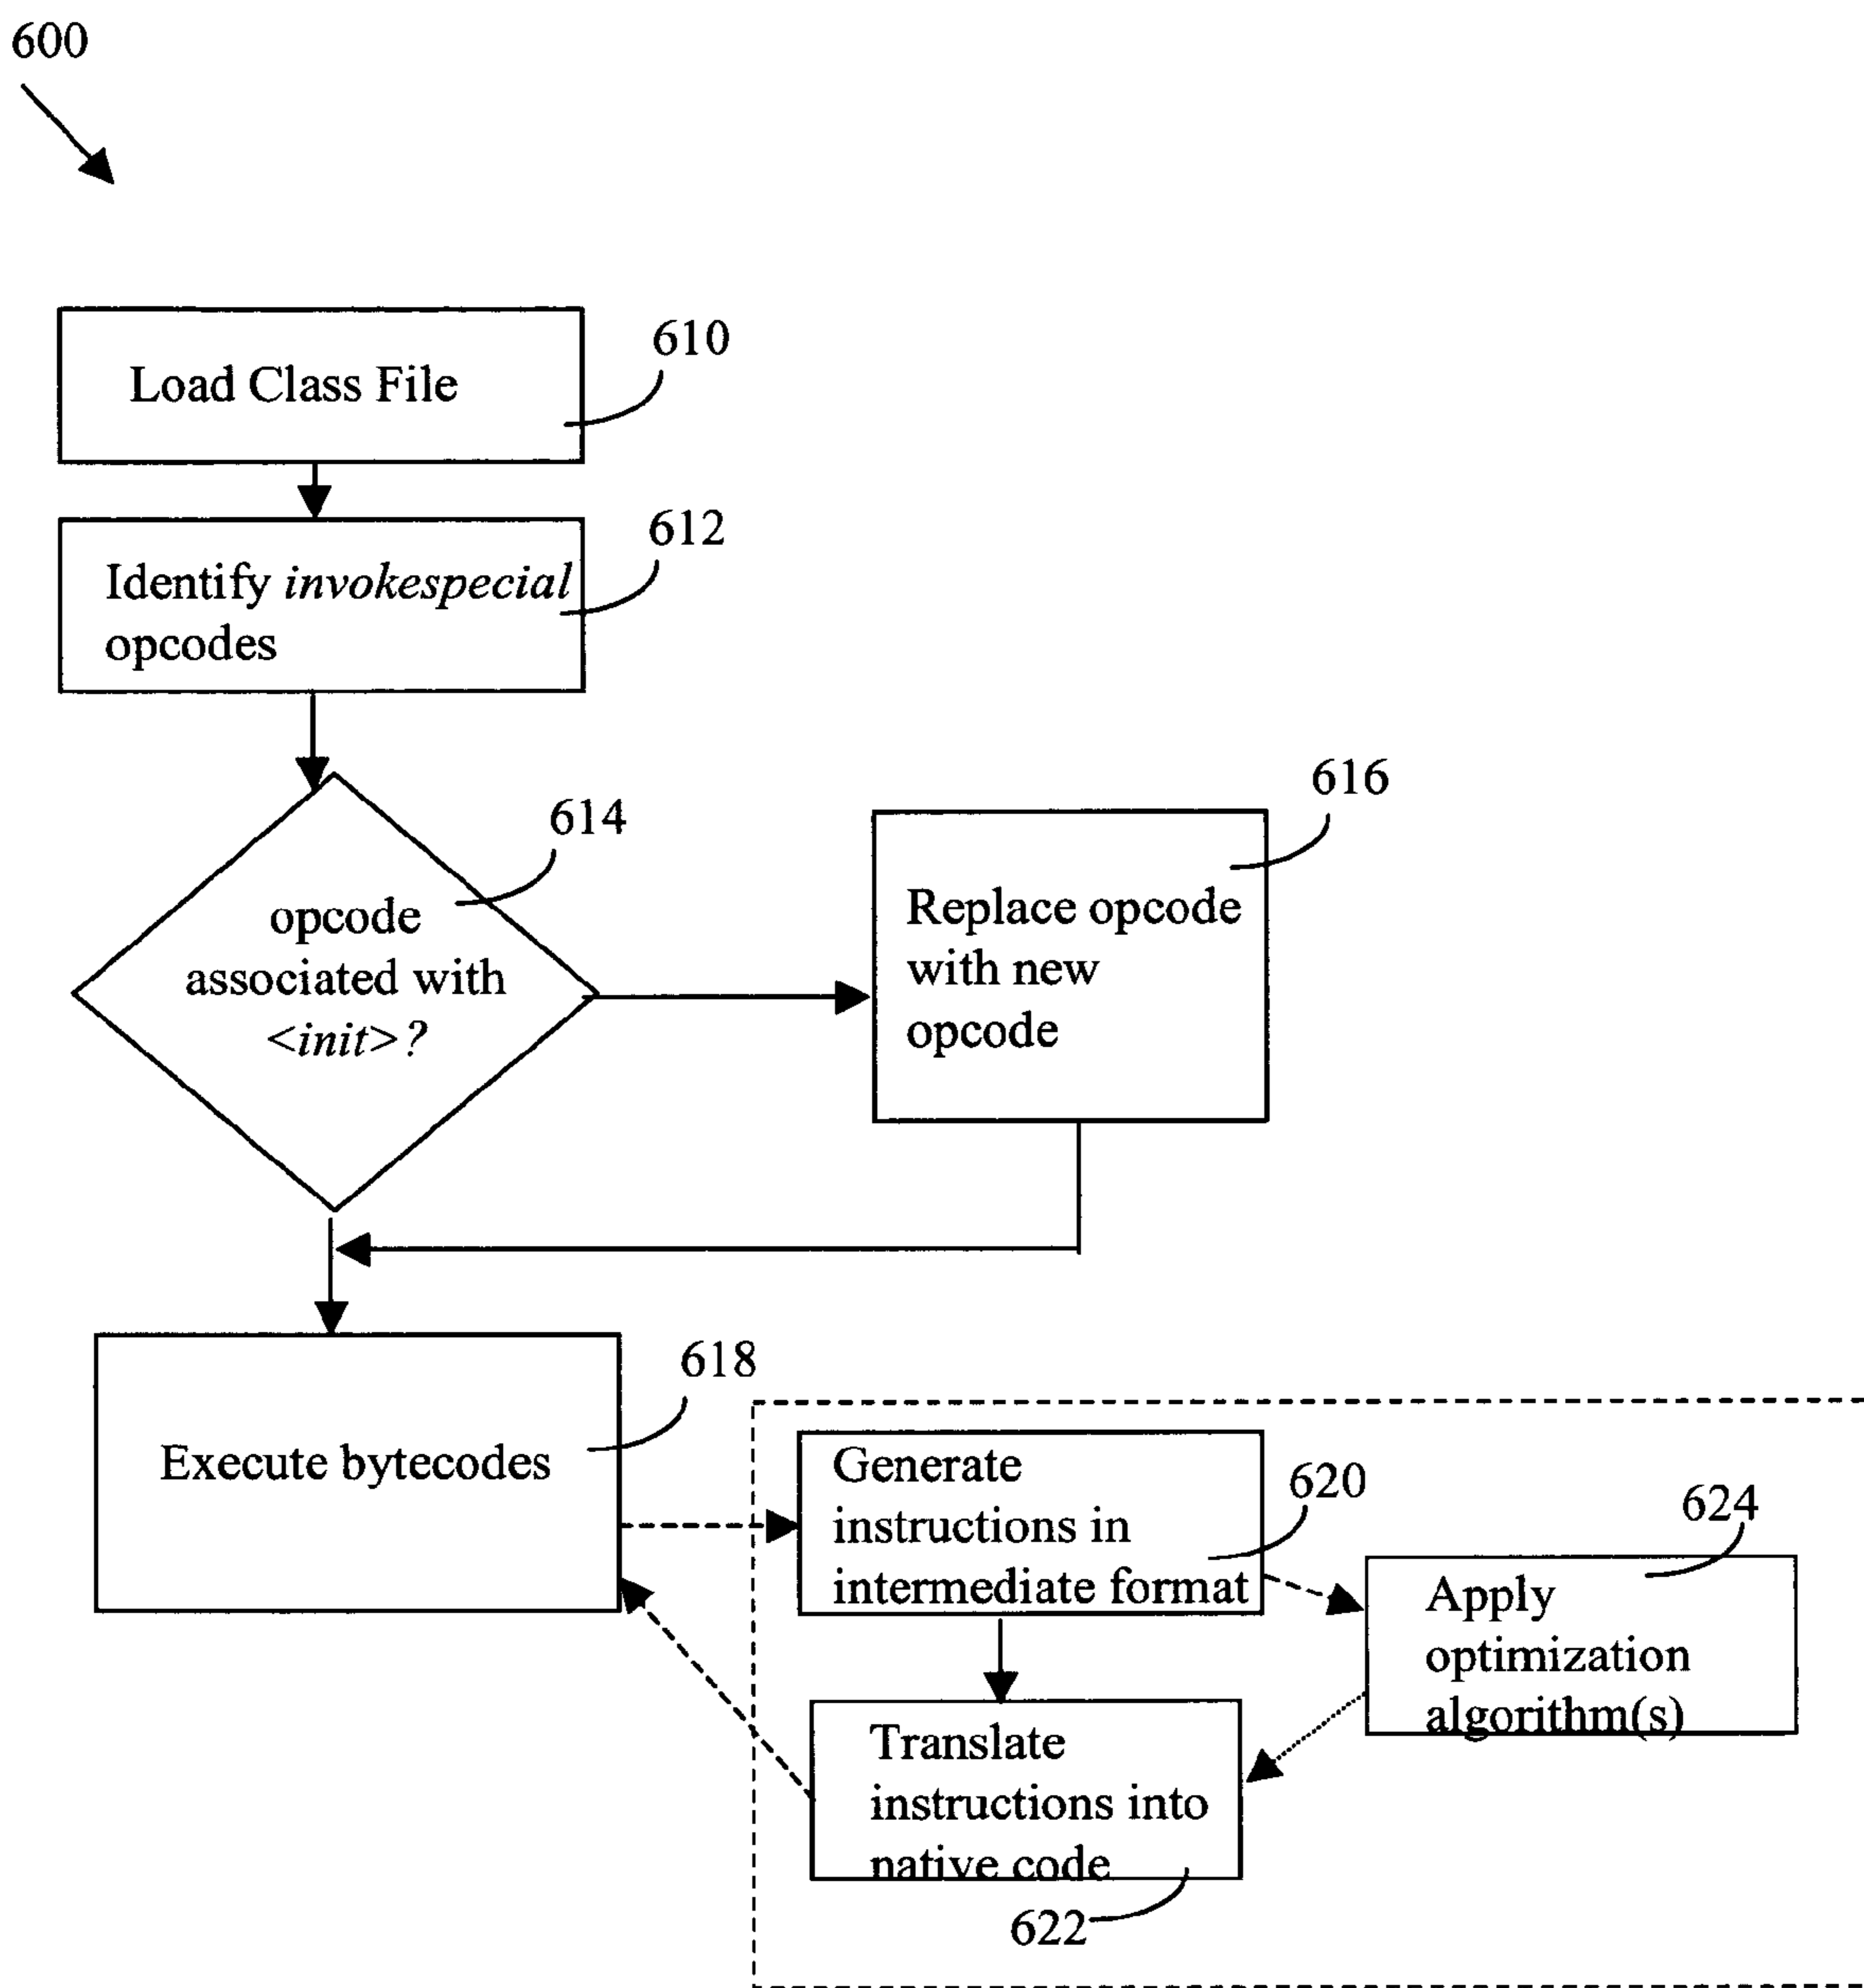 600
Load Class File
610
Identify invokespecial
opcodes
612
opcode
associated with
<init>?
614
Replace opcode
with new
opcode
616
Execute bytecodes
618
Generate
instructions in
intermediate format
620
Apply
optimization
algorithm(s)
624
Translate
instructions into
native code
622